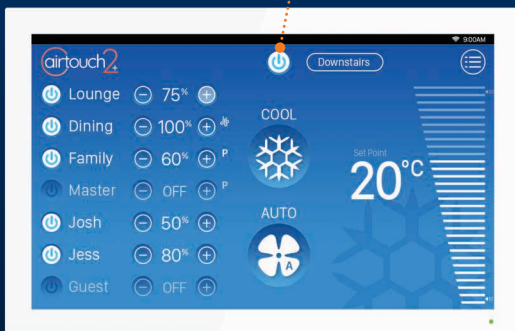 9:00AM
airtouch2+
Downstairs
Lounge 75%
Dining 100%
Family 60% P
Master OFF P
Josh 50%
Jess 80%
Guest OFF
COOL
AUTO
A
Set Point
20°C